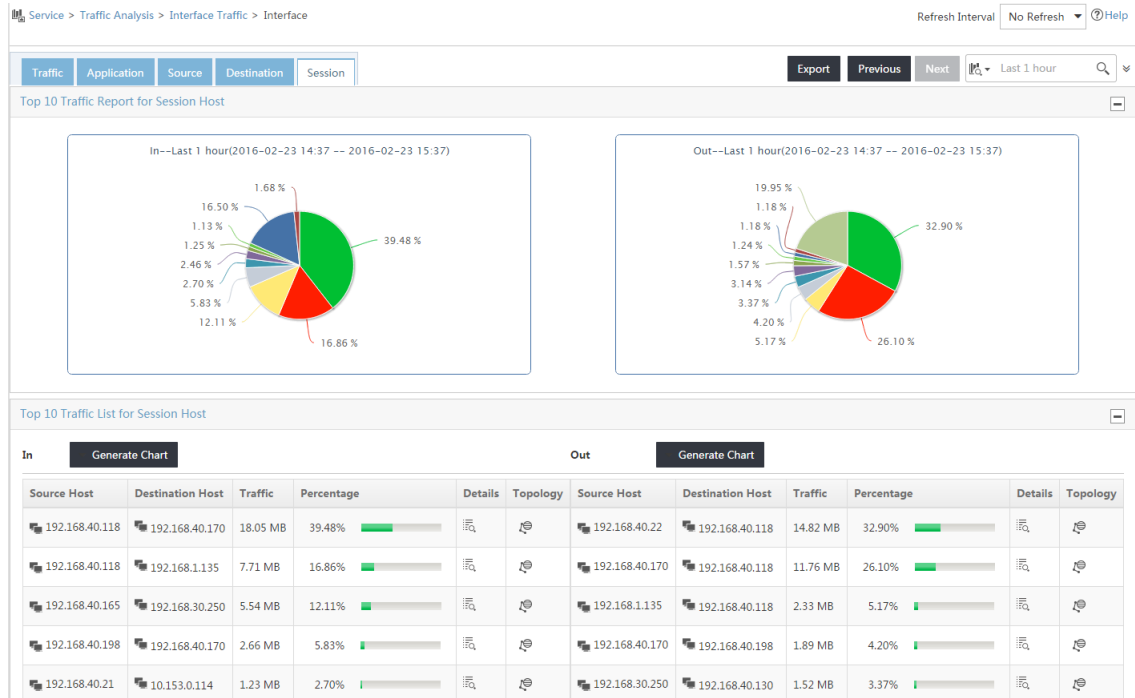 Service > Traffic Analysis > Interface Traffic > Interface
Refresh Interval No Refresh Help
Traffic Application Source Destination Session
Export Previous Next Last 1 hour
Top 10 Traffic Report for Session Host
In--Last 1 hour(2016-02-23 14:37 -- 2016-02-23 15:37)
1.68 %
16.50 %
1.13 %
1.25 %
2.46 %
2.70 %
5.83 %
12.11 %
39.48 %
16.86 %
Out--Last 1 hour(2016-02-23 14:37 -- 2016-02-23 15:37)
19.95 %
1.18 %
1.18 %
1.24 %
1.57 %
3.14 %
3.37 %
4.20 %
5.17 %
32.90 %
26.10 %
Top 10 Traffic List for Session Host
In Generate Chart Out Generate Chart
Source Host Destination Host Traffic Percentage Details Topology Source Host Destination Host Traffic Percentage Details Topology
192.168.40.118 192.168.40.170 18.05 MB 39.48% 192.168.40.22 192.168.40.118 14.82 MB 32.90%
192.168.40.118 192.168.1.135 7.71 MB 16.86% 192.168.40.170 192.168.40.118 11.76 MB 26.10%
192.168.40.165 192.168.30.250 5.54 MB 12.11% 192.168.1.135 192.168.40.118 2.33 MB 5.17%
192.168.40.198 192.168.40.170 2.66 MB 5.83% 192.168.40.170 192.168.40.198 1.89 MB 4.20%
192.168.40.21 10.153.0.114 1.23 MB 2.70% 192.168.30.250 192.168.40.130 1.52 MB 3.37%